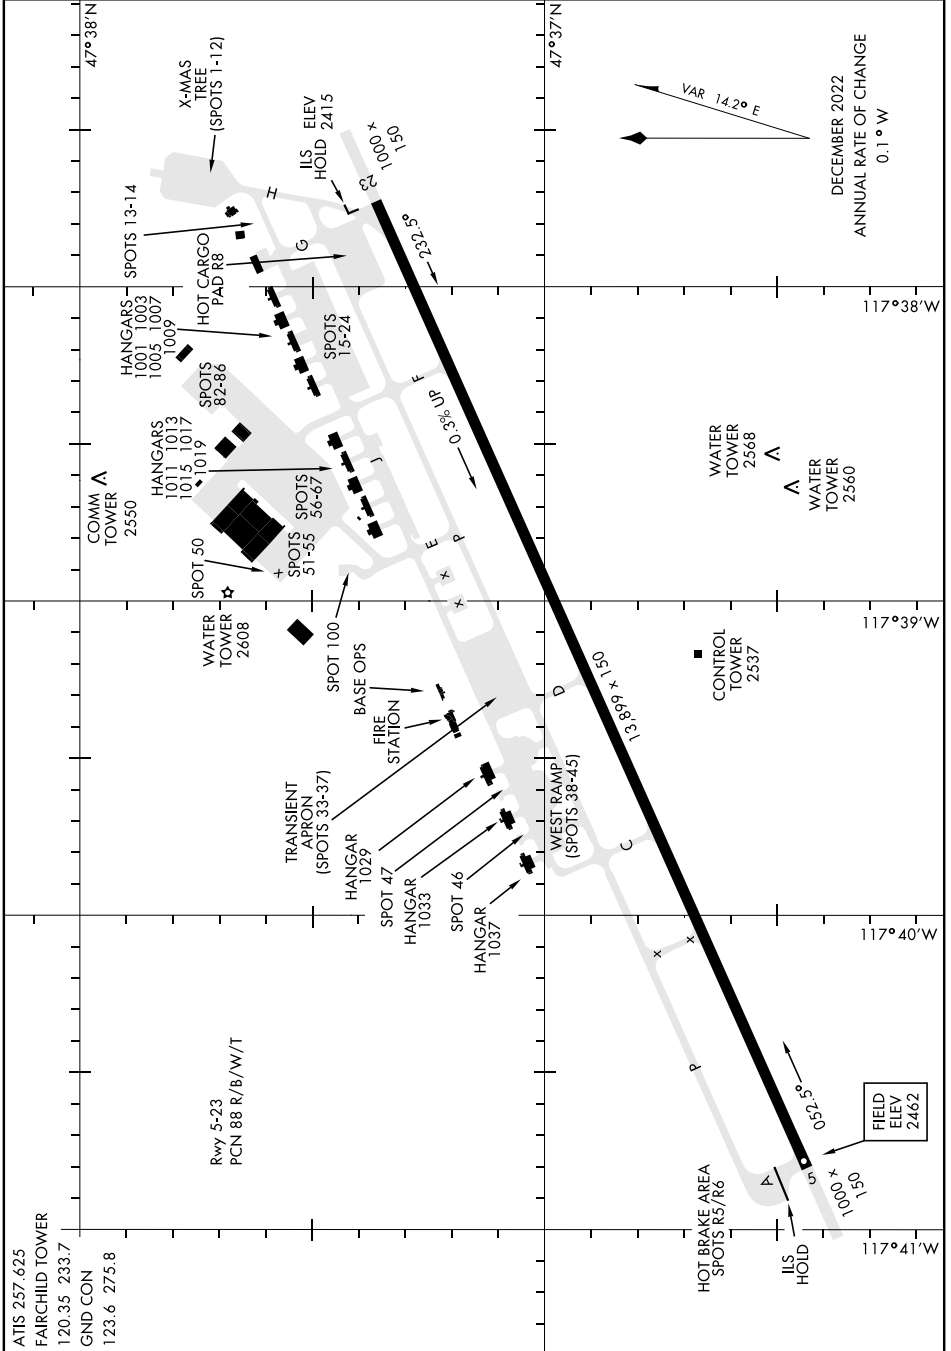 ATIS 257.625
FAIRCHILD TOWER
120.35 233.7
GND CON
123.6 275.8
47°38'N
47°37'N
X-MAS
TREE
(SPOTS 1-12)
ILS
HOLD
ELEV
2415
1000 x
150
23
H
G
SPOTS 13-14
HOT CARGO
PAD R8
HANGARS
1001 1003
1005 1007
1009
SPOTS
82-86
SPOTS
15-24
232.5°
VAR 14.2° E
DECEMBER 2022
ANNUAL RATE OF CHANGE
0.1° W
117°38'W
F
0.3% UP
COMM
TOWER
2550
HANGARS
1011 1013
1015 1017
1019
J
SPOTS
56-67
SPOT 50
SPOTS
51-55
E
P
x
x
WATER
TOWER
2568
WATER
TOWER
2560
WATER
TOWER
2608
SPOT 100
BASE OPS
FIRE
STATION
117°39'W
CONTROL
TOWER
2537
D
13,899 x 150
TRANSIENT
APRON
(SPOTS 33-37)
HANGAR
1029
SPOT 47
HANGAR
1033
SPOT 46
HANGAR
1037
WEST RAMP
(SPOTS 38-45)
C
x
x
117°40'W
Rwy 5-23
PCN 88 R/B/W/T
P
052.5°
FIELD
ELEV
2462
A
5
1000 x
150
HOT BRAKE AREA
SPOTS R5/R6
ILS
HOLD
117°41'W